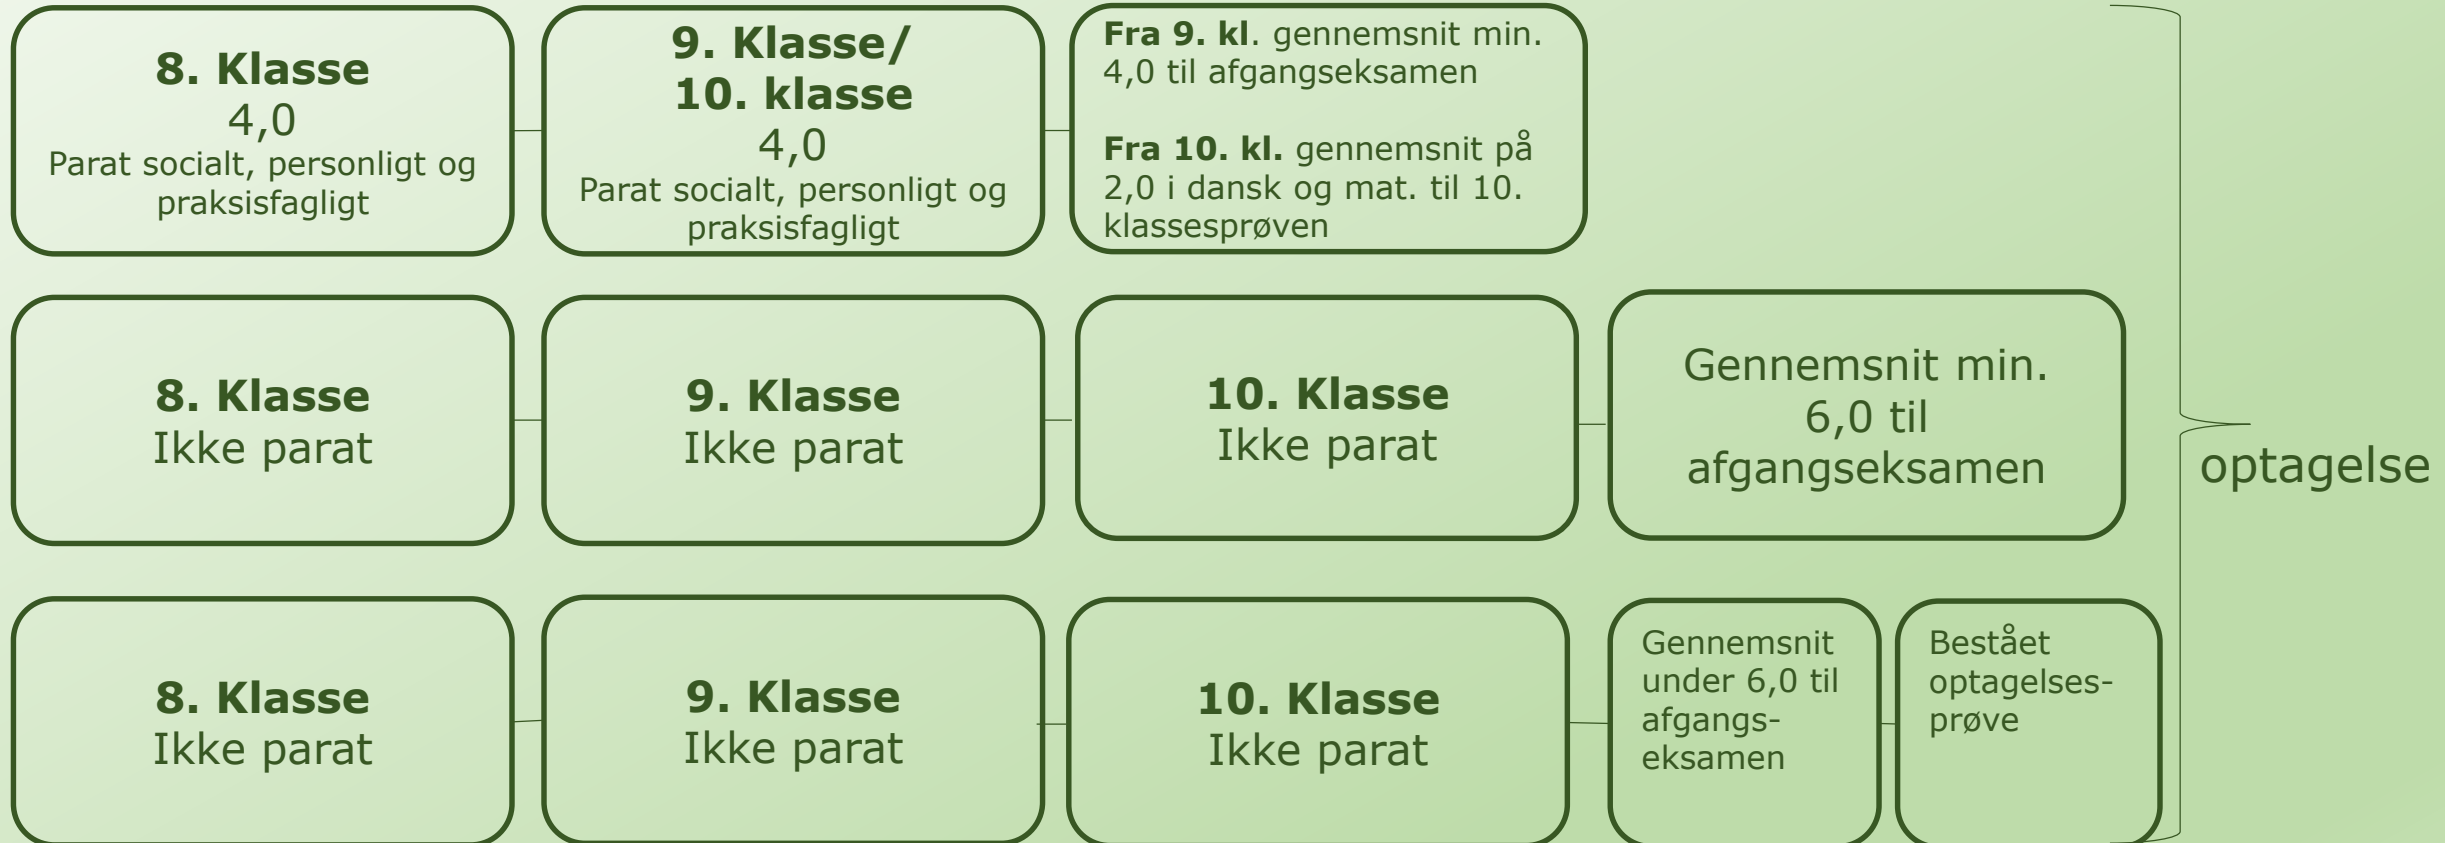 8. Klasse
4,0
Parat socialt, personligt og
praksisfagligt
9. Klasse/
10. klasse
4,0
Parat socialt, personligt og
praksisfagligt
Fra 9. kl. gennemsnit min.
4,0 til afgangseksamen
Fra 10. kl. gennemsnit på
2,0 i dansk og mat. til 10.
klassesprøven
8. Klasse
Ikke parat
9. Klasse
Ikke parat
10. Klasse
Ikke parat
Gennemsnit min.
6,0 til
afgangseksamen
optagelse
8. Klasse
Ikke parat
9. Klasse
Ikke parat
10. Klasse
Ikke parat
Gennemsnit
under 6,0 til
afgangs-
eksamen
Bestået
optagelses-
prøve